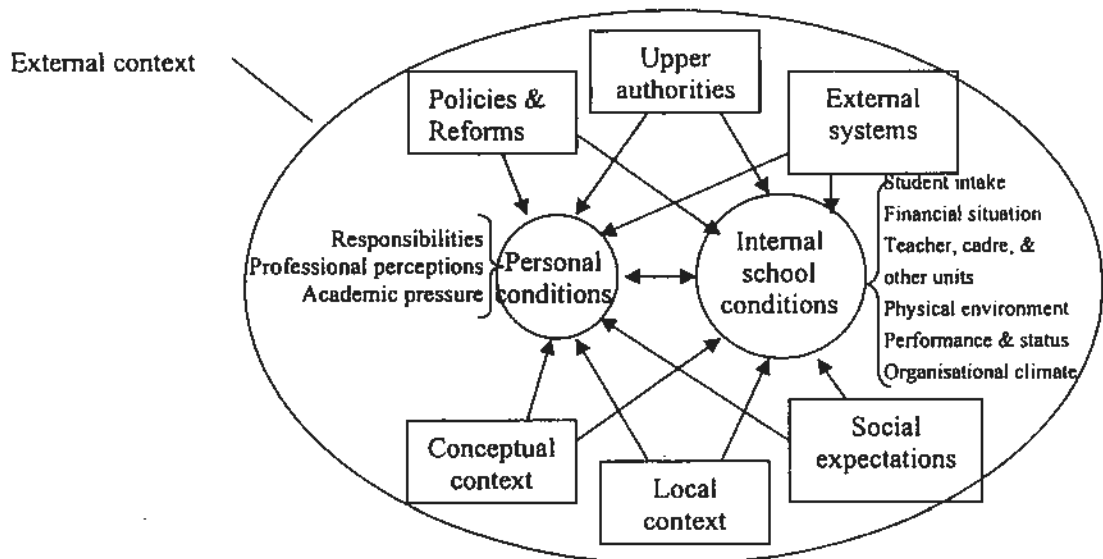 External context
Upper
authorities
Policies &
Reforms
External
systems
Responsibilities
Professional perceptions
Academic pressure
Personal
conditions
Internal
school
conditions
Student intake
Financial situation
Teacher, cadre, &
other units
Physical environment
Performance & status
Organisational climate
Conceptual
context
Local
context
Social
expectations